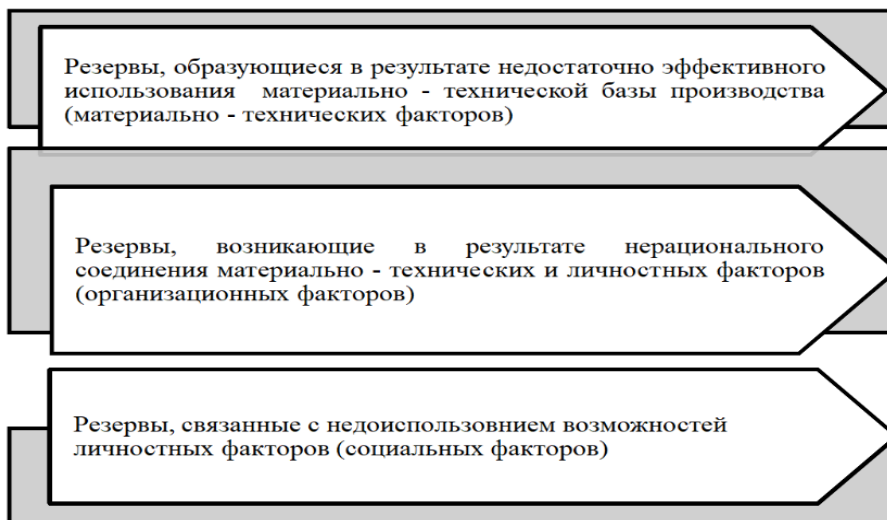 Резервы, образующиеся в результате недостаточно эффективного
использования материально - технической базы производства
(материально - технических факторов)
Резервы, возникающие в результате нерационального
соединения материально - технических и личностных факторов
(организационных факторов)
Резервы, связанные с недоиспользовнием возможностей
личностных факторов (социальных факторов)